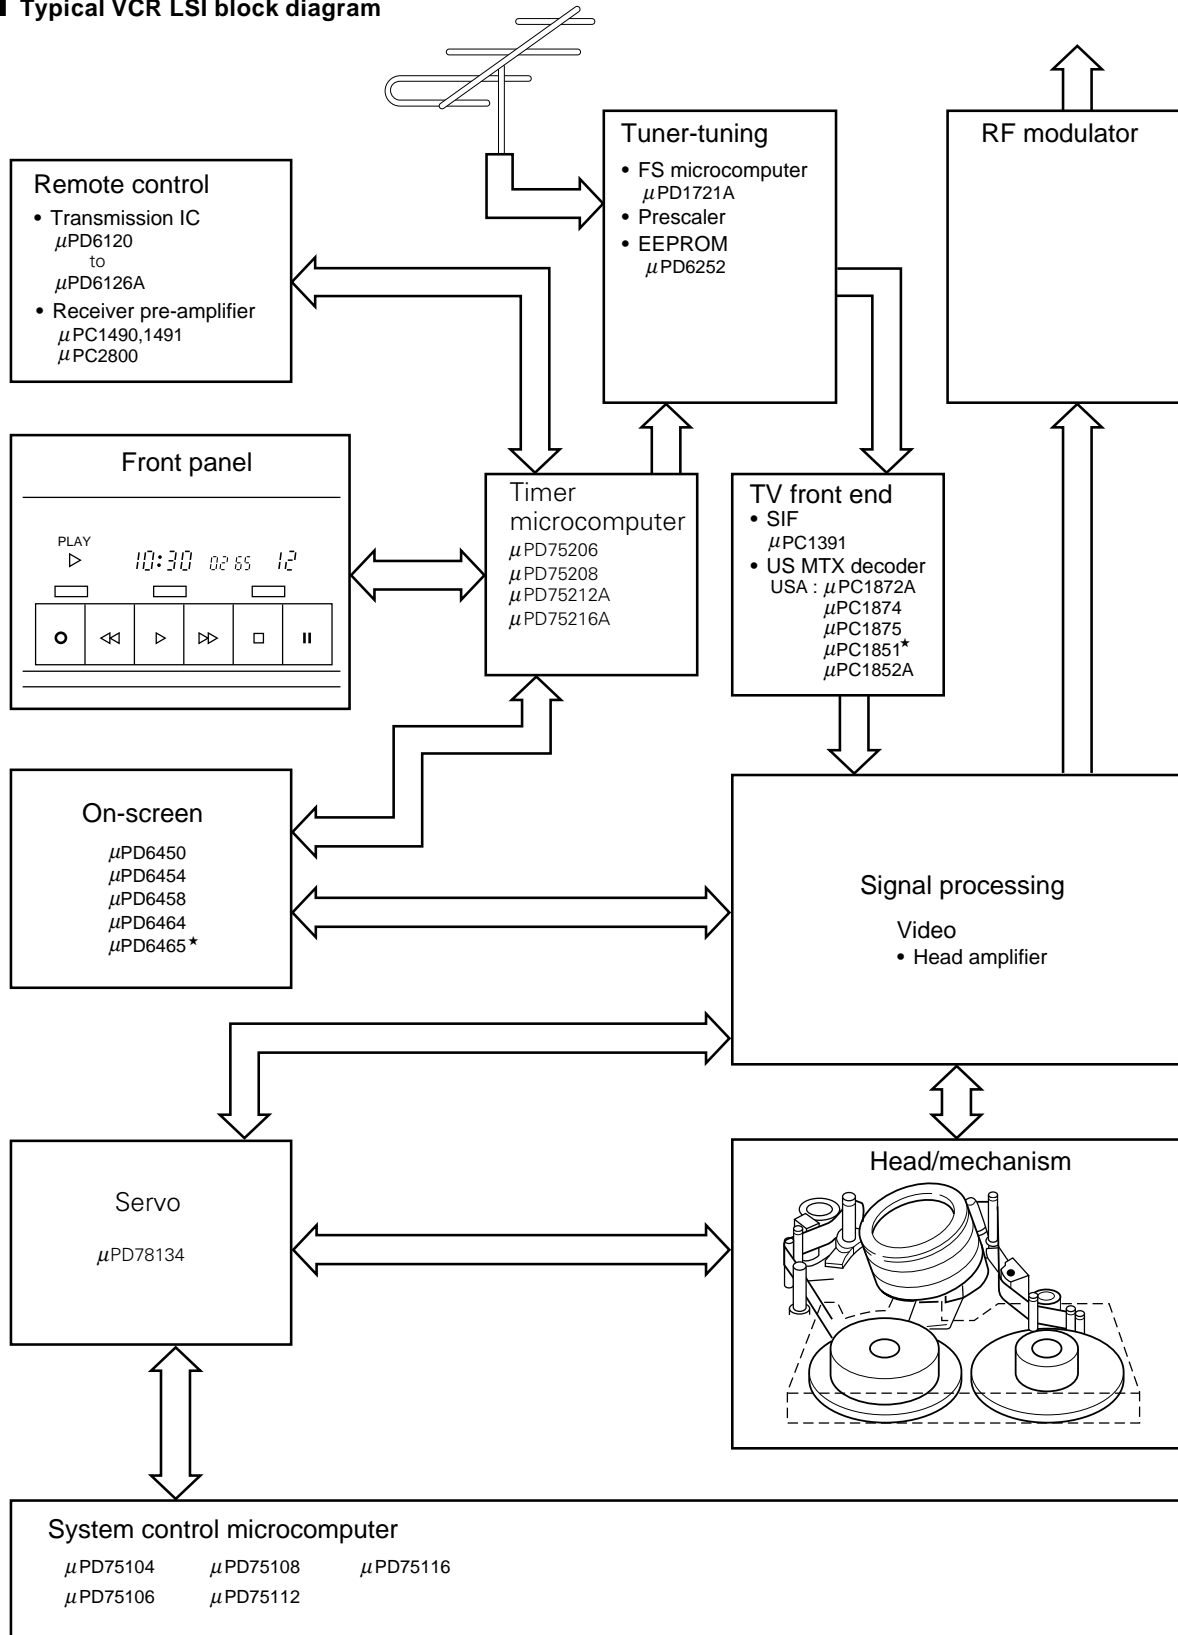 Typical VCR LSI block diagram
Tuner-tuning
• FS microcomputer
μPD1721A
• Prescaler
• EEPROM
μPD6252
RF modulator
Remote control
• Transmission IC
μPD6120
to
μPD6126A
• Receiver pre-amplifier
μPC1490,1491
μPC2800
Front panel
PLAY
10:30 0265 12
Timer
microcomputer
μPD75206
μPD75208
μPD75212A
μPD75216A
TV front end
• SIF
μPC1391
• US MTX decoder
USA : μPC1872A
μPC1874
μPC1875
μPC1851★
μPC1852A
On-screen
μPD6450
μPD6454
μPD6458
μPD6464
μPD6465★
Signal processing
Video
• Head amplifier
Servo
μPD78134
Head/mechanism
System control microcomputer
μPD75104 μPD75108 μPD75116
μPD75106 μPD75112